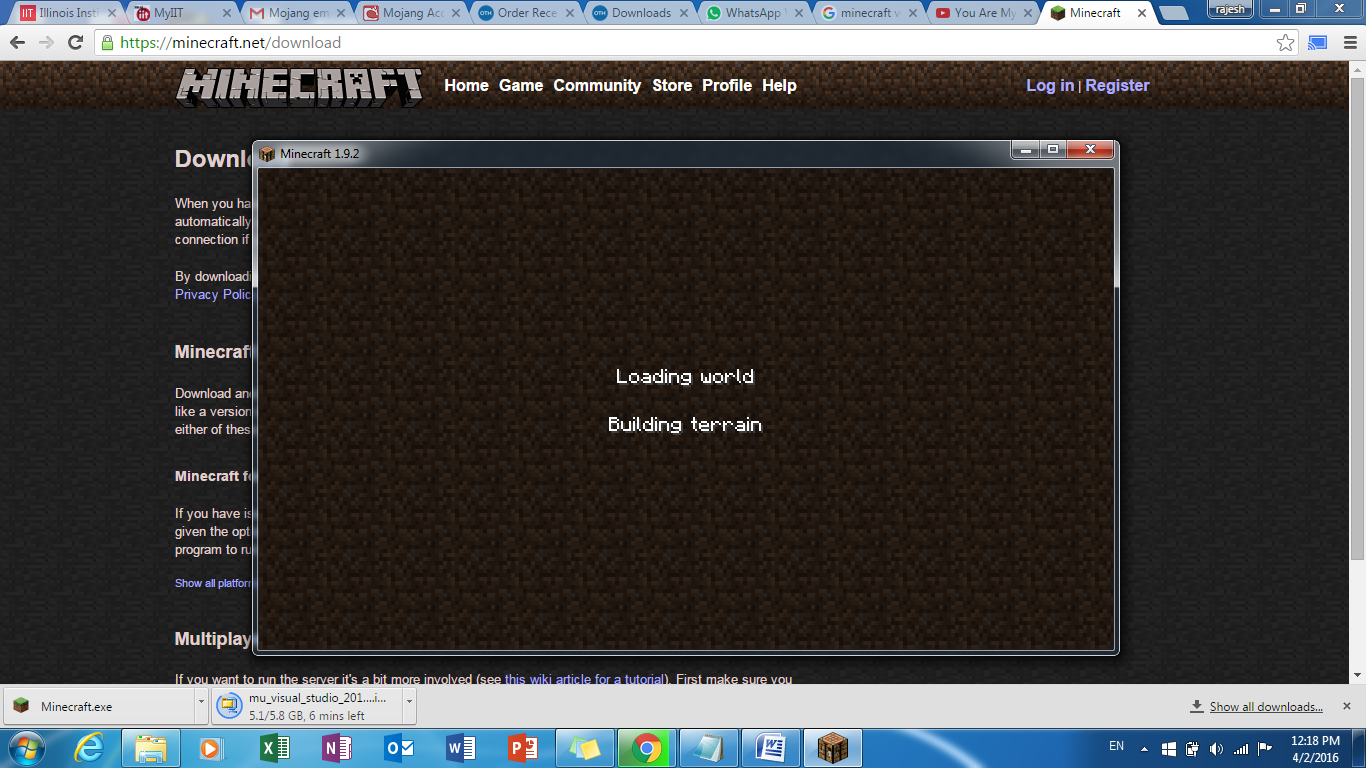 Illinois Insti
MyIIT
Mojang em
Mojang Acc
Order Rece
Downloads
WhatsApp
minecraft v
You Are My
Minecraft
rajesh
https://minecraft.net/download
MINECRAFT
Home Game Community Store Profile Help
Log in | Register
Downl
Minecraft 1.9.2
When you ha
automatically
connection if
By downloadi
Privacy Polic
Minecraft
Download and
like a version
either of thes
Minecraft fo
If you have is
given the opt
program to ru
Show all platfor
Loading world
Building terrain
Multiplay
If you want to run the server it's a bit more involved (see this wiki article for a tutorial). First make sure you
Minecraft.exe
mu_visual_studio_201....i...
5.1/5.8 GB, 6 mins left
Show all downloads...
EN
12:18 PM
4/2/2016